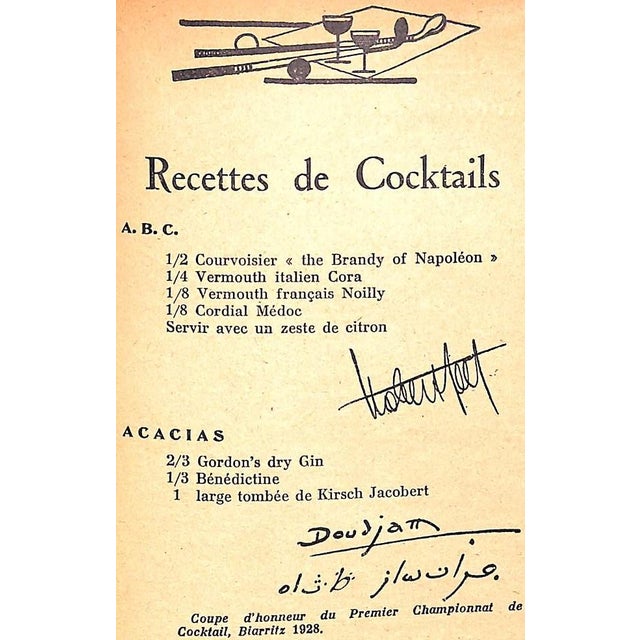 Recettes de Cocktails
A. B. C.
1/2 Courvoisier « the Brandy of Napoléon »
1/4 Vermouth italien Cora
1/8 Vermouth français Noilly
1/8 Cordial Médoc
Servir avec un zeste de citron
ACACIAS
2/3 Gordon's dry Gin
1/3 Bénédictine
1 large tombée de Kirsch Jacobert
Doudjam
Coupe d'honneur du Premier Championnat de
Cocktail, Biarritz 1928.